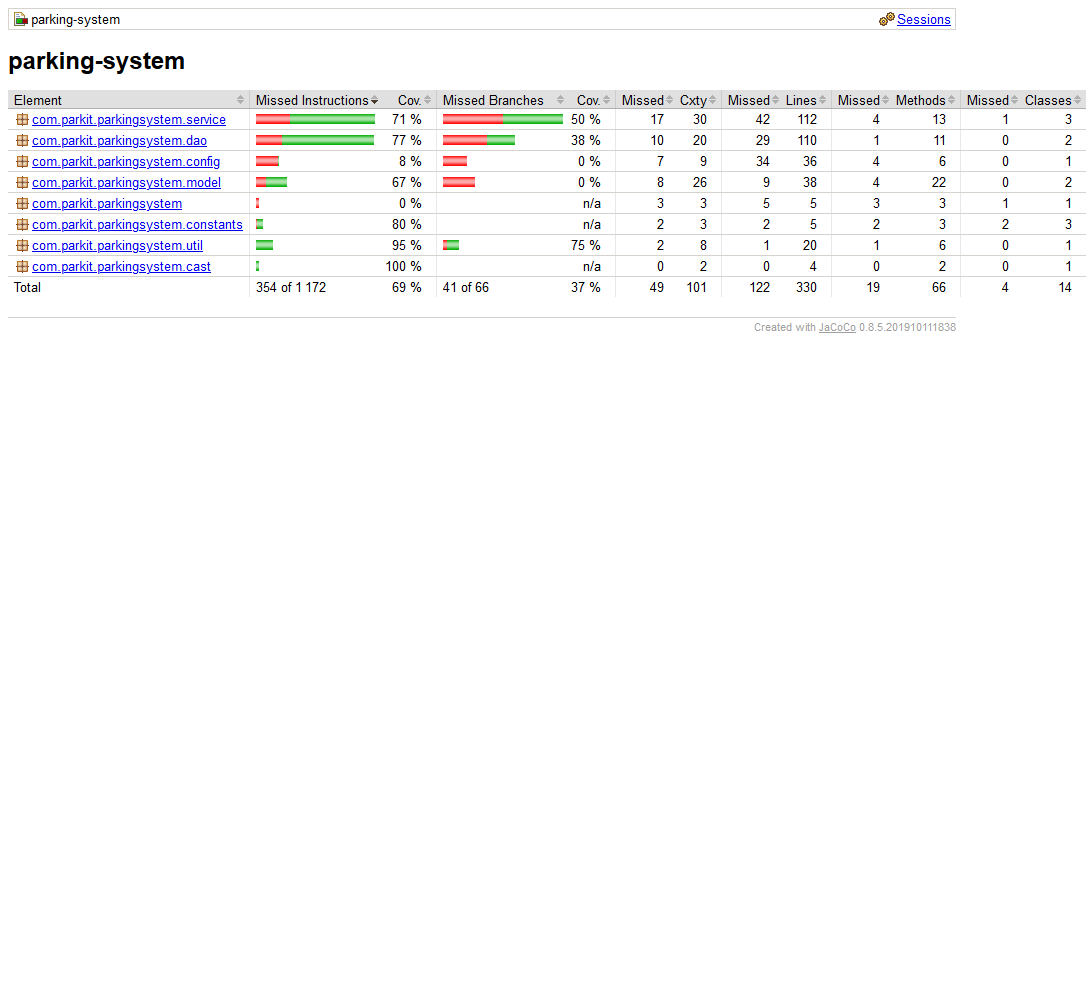 parking-system Sessions
parking-system
Element Missed Instructions Cov. Missed Branches Cov. Missed Cxty Missed Lines Missed Methods Missed Classes
com.parkit.parkingsystem.service 71 % 50 % 17 30 42 112 4 13 1 3
com.parkit.parkingsystem.dao 77 % 38 % 10 20 29 110 1 11 0 2
com.parkit.parkingsystem.config 8 % 0 % 7 9 34 36 4 6 0 1
com.parkit.parkingsystem.model 67 % 0 % 8 26 9 38 4 22 0 2
com.parkit.parkingsystem 0 % n/a 3 3 5 5 3 3 1 1
com.parkit.parkingsystem.constants 80 % n/a 2 3 2 5 2 3 2 3
com.parkit.parkingsystem.util 95 % 75 % 2 8 1 20 1 6 0 1
com.parkit.parkingsystem.cast 100 % n/a 0 2 0 4 0 2 0 1
Total 354 of 1 172 69 % 41 of 66 37 % 49 101 122 330 19 66 4 14
Created with JaCoCo 0.8.5.201910111838